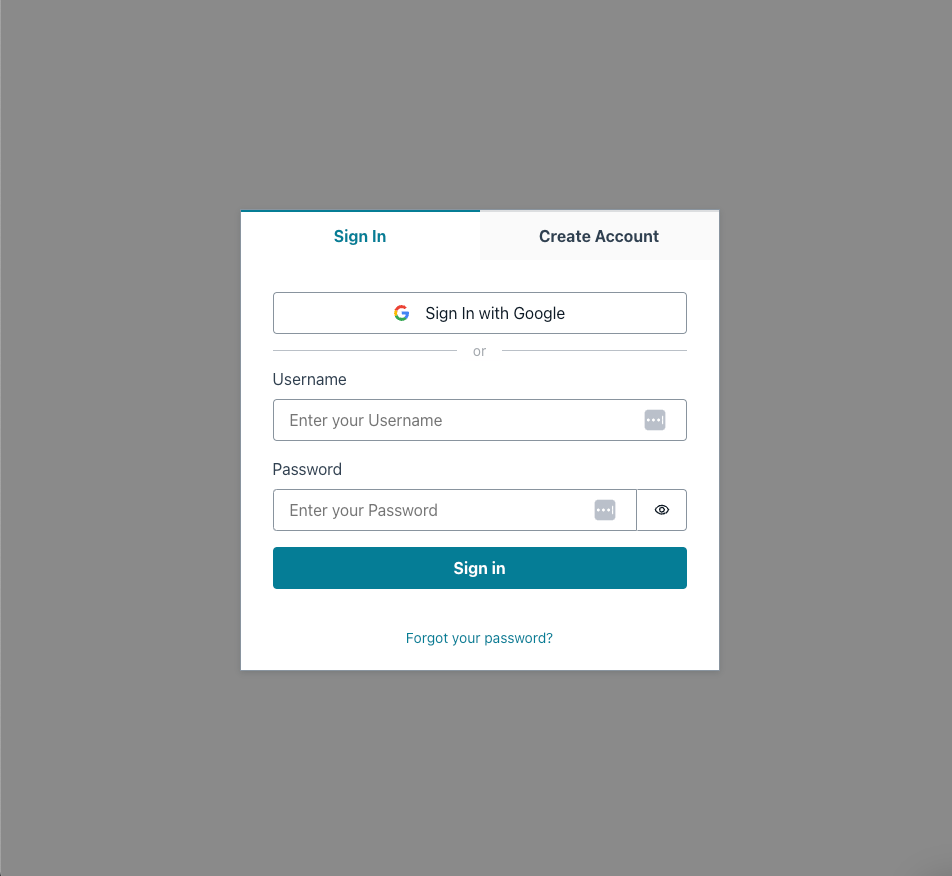 Sign In
Create Account
Sign In with Google
or
Username
Enter your Username
Password
Enter your Password
Sign in
Forgot your password?